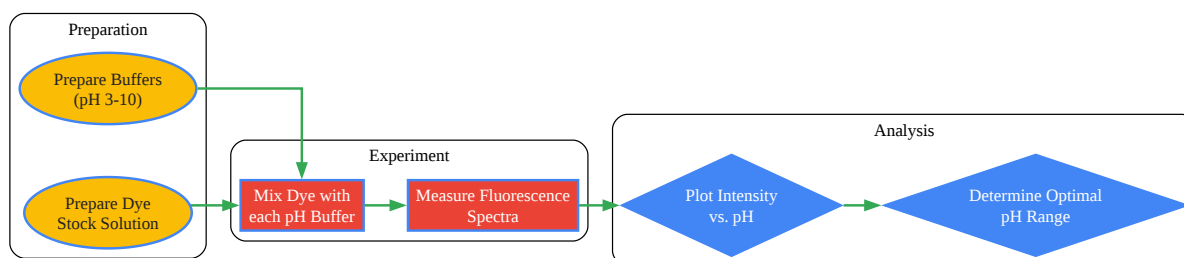 Preparation
Prepare Buffers
(pH 3-10)
Prepare Dye
Stock Solution
Experiment
Mix Dye with
each pH Buffer
Measure Fluorescence
Spectra
Analysis
Plot Intensity
vs. pH
Determine Optimal
pH Range